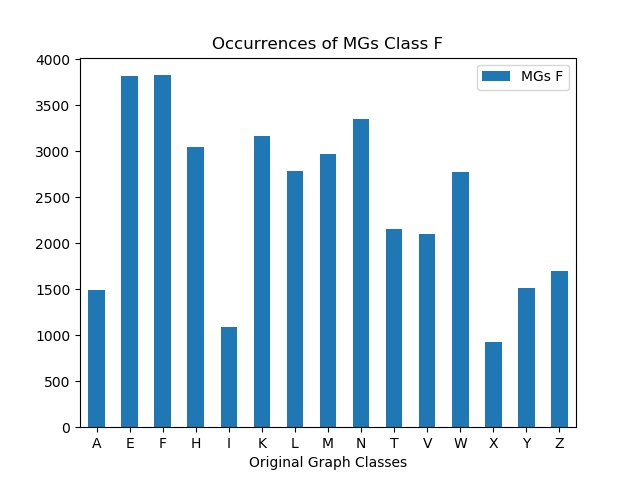 Occurrences of MGs Class F
MGs F
4000
3500
3000
2500
2000
1500
1000
500
0
A E F H I K L M N T V W X Y Z
Original Graph Classes